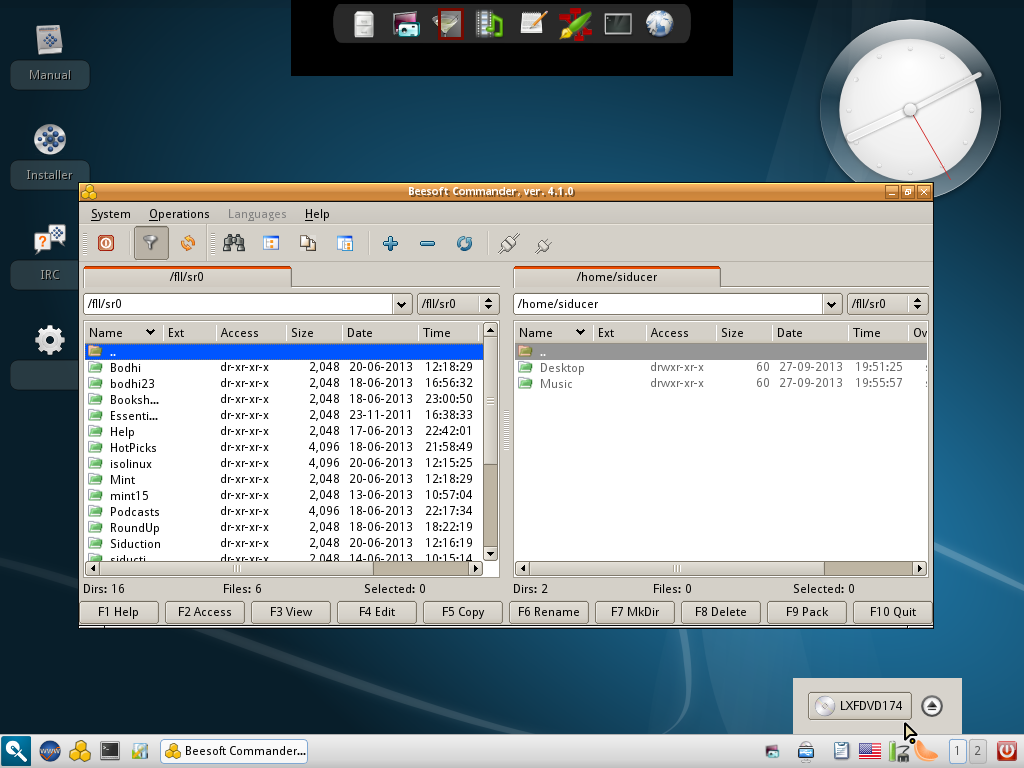 Manual
Installer
IRC
Beesoft Commander, ver. 4.1.0
System Operations Languages Help
/fll/sr0
/home/siducer
/fll/sr0 /fll/sr0
/home/siducer /fll/sr0
Name Ext Access Size Date Time
..
Bodhi dr-xr-xr-x 2,048 20-06-2013 12:18:29
bodhi23 dr-xr-xr-x 2,048 18-06-2013 16:56:32
Booksh... dr-xr-xr-x 2,048 18-06-2013 23:00:50
Essenti... dr-xr-xr-x 2,048 23-11-2011 16:38:33
Help dr-xr-xr-x 2,048 17-06-2013 22:42:01
HotPicks dr-xr-xr-x 4,096 18-06-2013 21:58:49
isolinux dr-xr-xr-x 4,096 20-06-2013 12:15:25
Mint dr-xr-xr-x 2,048 20-06-2013 12:18:29
mint15 dr-xr-xr-x 2,048 13-06-2013 10:57:04
Podcasts dr-xr-xr-x 4,096 18-06-2013 22:17:34
RoundUp dr-xr-xr-x 2,048 18-06-2013 18:22:19
Siduction dr-xr-xr-x 2,048 20-06-2013 12:16:19
siducti... dr-xr-xr-x 2,048 14-06-2013 10:15:14
Name Ext Access Size Date Time Ov
..
Desktop drwxr-xr-x 60 27-09-2013 19:51:25
Music drwxr-xr-x 60 27-09-2013 19:55:57
Dirs: 16 Files: 6 Selected: 0
Dirs: 2 Files: 0 Selected: 0
F1 Help F2 Access F3 View F4 Edit F5 Copy F6 Rename F7 MkDir F8 Delete F9 Pack F10 Quit
LXFDVD174
www Beesoft Commander... 1 2